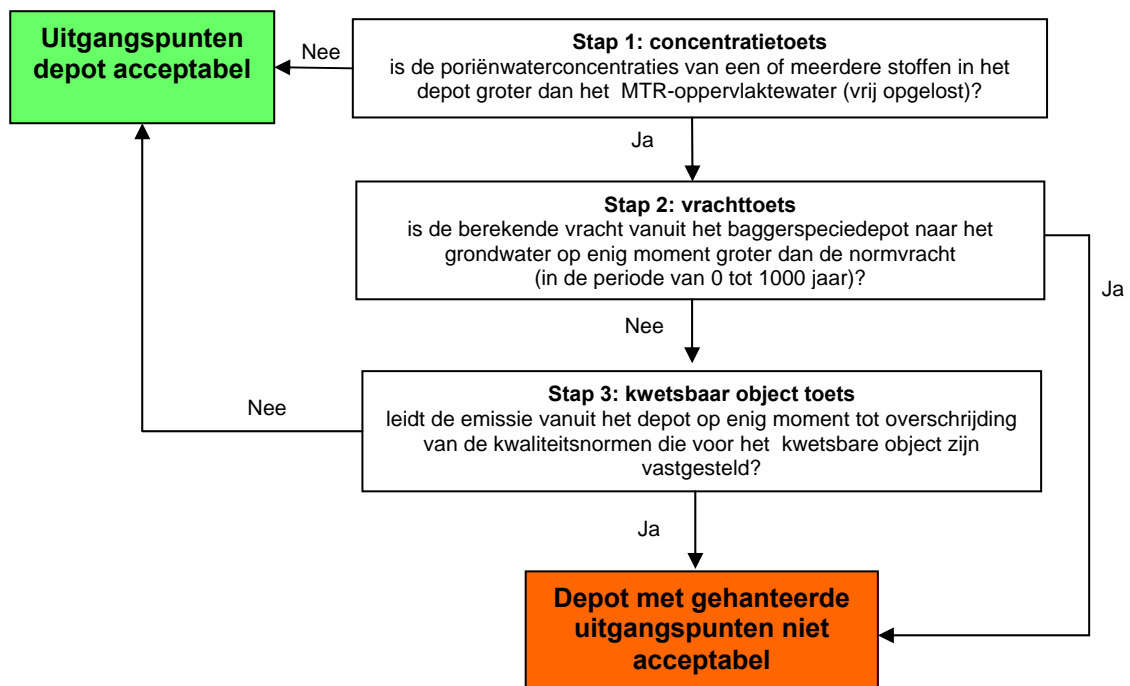 Uitgangspunten
depot acceptabel
Nee
Stap 1: concentratietoets
is de poriënwaterconcentraties van een of meerdere stoffen in het
depot groter dan het MTR-oppervlaktewater (vrij opgelost)?
Ja
Stap 2: vrachttoets
is de berekende vracht vanuit het baggerspeciedepot naar het
grondwater op enig moment groter dan de normvracht
(in de periode van 0 tot 1000 jaar)?
Ja
Nee
Stap 3: kwetsbaar object toets
leidt de emissie vanuit het depot op enig moment tot overschrijding
van de kwaliteitsnormen die voor het kwetsbare object zijn
vastgesteld?
Nee
Ja
Depot met gehanteerde
uitgangspunten niet
acceptabel